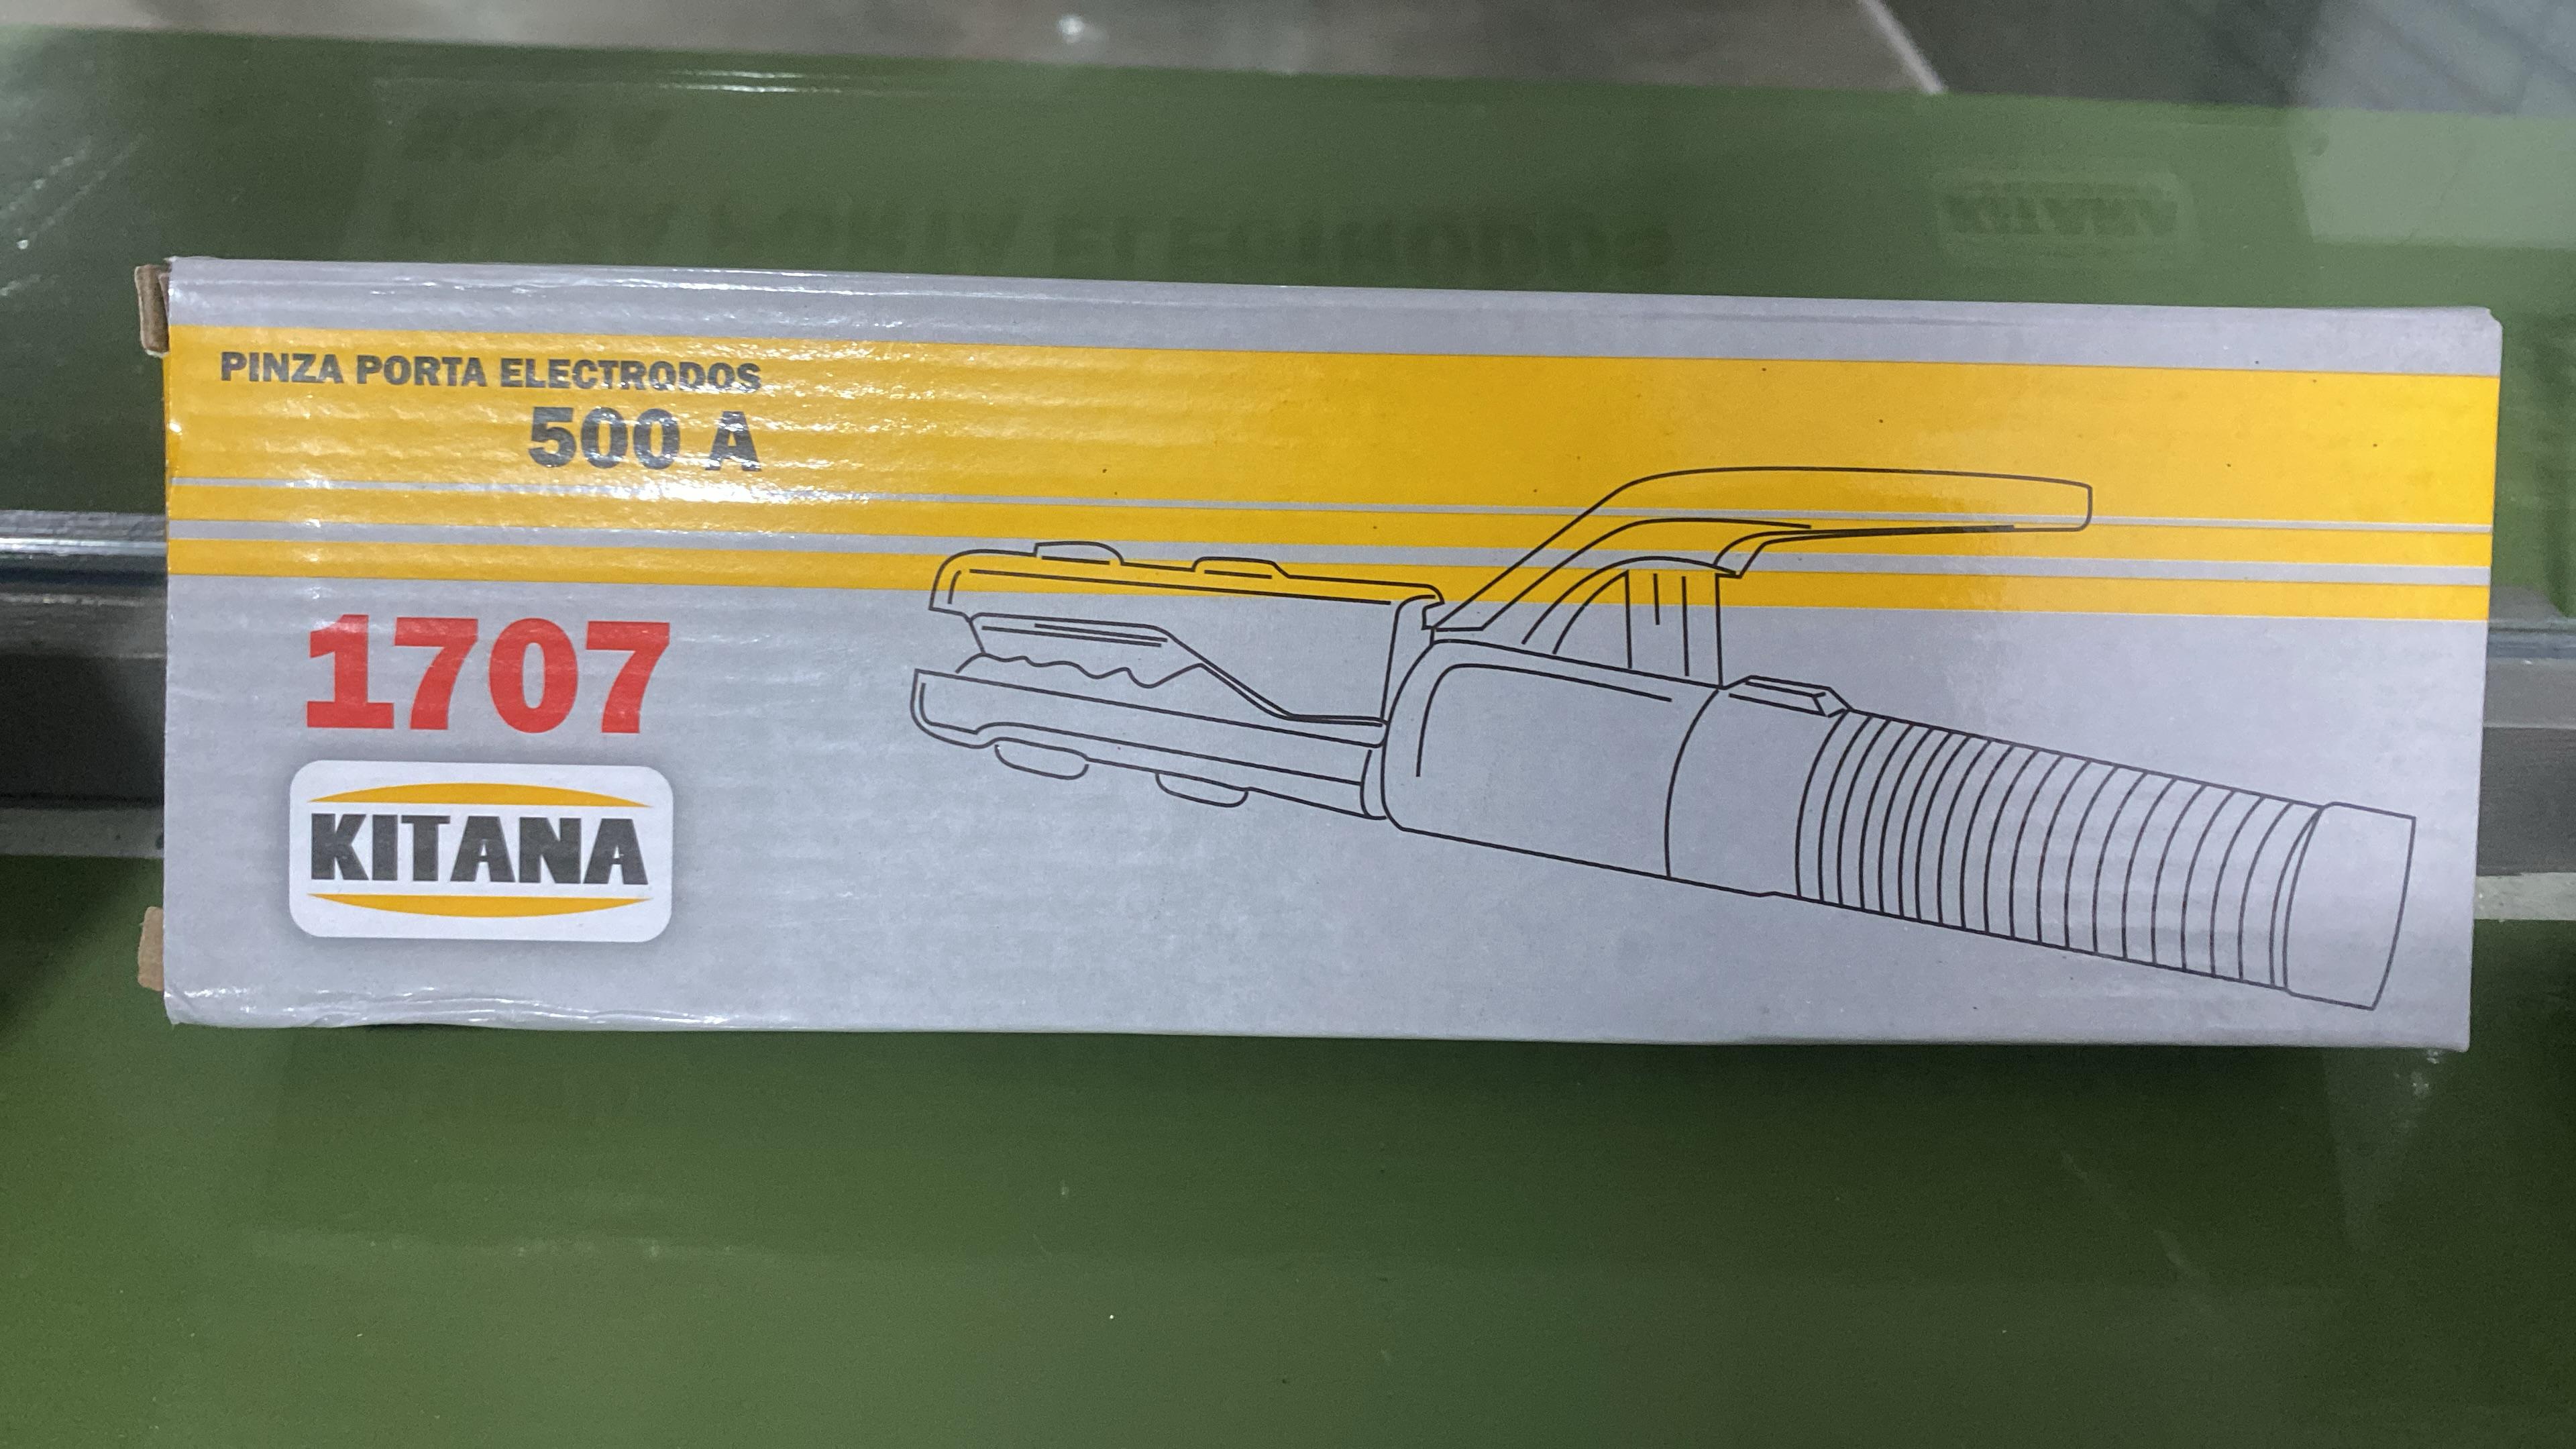 PINZA PORTA ELECTRODOS
500 A
1707
KITANA